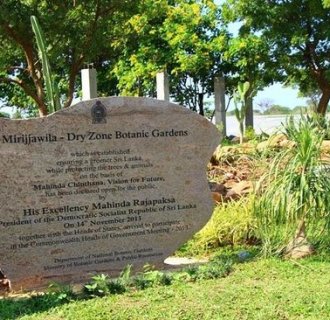 Mirijjawila - Dry Zone Botanic Gardens
which was established
ensuring a greener Sri Lanka
while protecting the trees & animals
on the basis of
Mahinda Chinthana, Vision for Future,
has been declared open for the public
by
His Excellency Mahinda Rajapaksa
President of the Democratic Socialist Republic of Sri Lanka
On 14th November 2013
together with the Heads of States, arrived to participate
in the Commonwealth Heads of Government Meeting - 2013
Department of National Botanic Gardens
Ministry of Botanic Gardens & Public Recreation